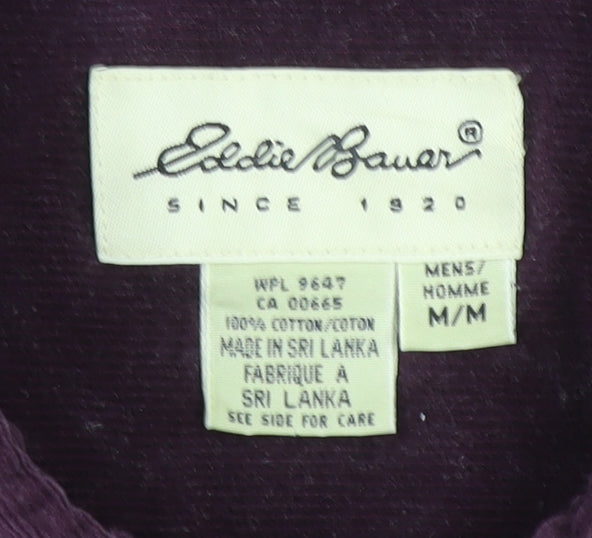 Eddie Bauer®
SINCE 1920
WPL 9647
CA 00665
100% COTTON/COTON
MADE IN SRI LANKA
FABRIQUE A
SRI LANKA
SEE SIDE FOR CARE
MENS/
HOMME
M/M